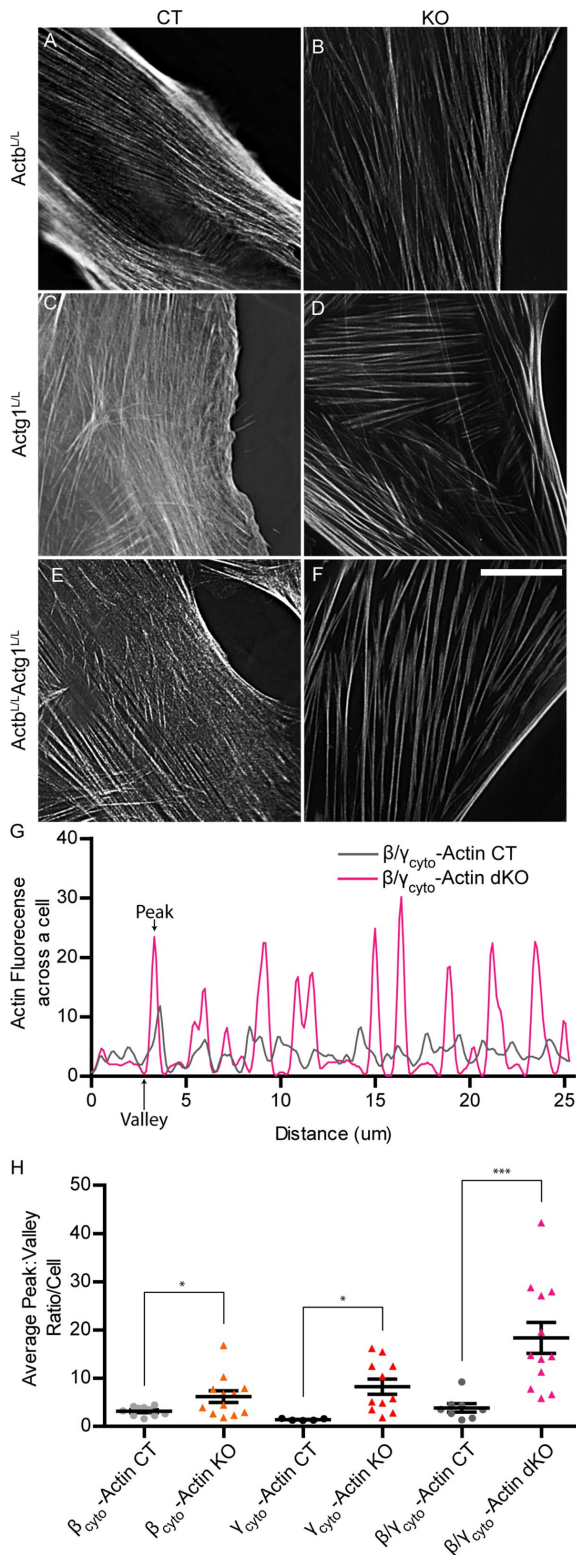 CT KO
A B
Actb^L/L
C D
Actg1^L/L
E F
Actb^L/L Actg1^L/L
G
40
30
20
10
0
Actin Fluorecense
across a cell
β/γcyto-Actin CT
β/γcyto-Actin dKO
Peak
Valley
0 5 10 15 20 25
Distance (um)
H
50
40
30
20
10
0
Average Peak:Valley
Ratio/Cell
*
*
***
βcyto -Actin CT
βcyto -Actin KO
γcyto -Actin CT
γcyto -Actin KO
β/γcyto -Actin CT
β/γcyto -Actin dKO